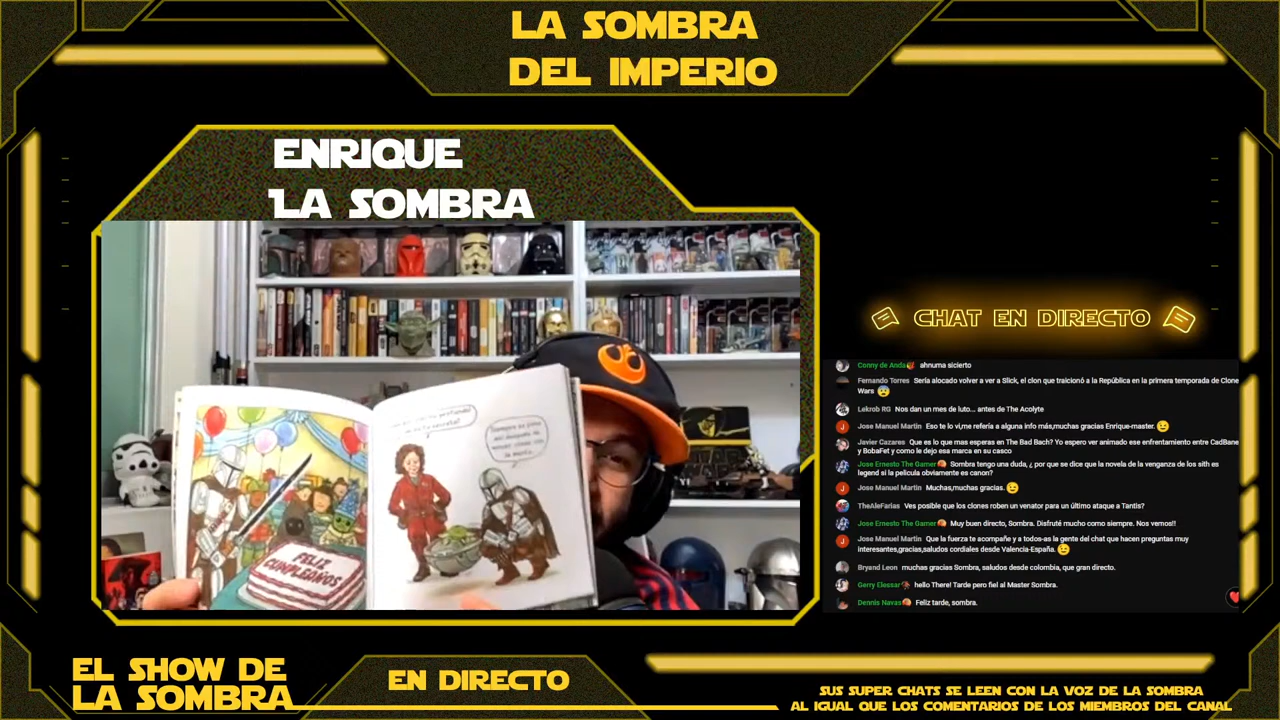 LA SOMBRA
DEL IMPERIO
ENRIQUE
LA SOMBRA
FELIZ
CUMPLEAÑOS
CHAT EN DIRECTO
Conny de Anda ahnuma sicierto
Fernando Torres Sería alocado volver a ver a Slick, el clon que traicionó a la República en la primera temporada de Clone
Wars
Lekrob RG Nos dan un mes de luto... antes de The Acolyte
Jose Manuel Martin Eso te lo ví,me refería a alguna info más,muchas gracias Enrique-master.
Javier Cazares Que es lo que mas esperas en The Bad Bach? Yo espero ver animado ese enfrentamiento entre CadBane
y BobaFet y como le dejo esa marca en su casco
Jose Ernesto The Gamer Sombra tengo una duda, ¿ por que se dice que la novela de la venganza de los sith es
legend si la película obviamente es canon?
Jose Manuel Martin Muchas,muchas gracias.
TheAleFarias Ves posible que los clones roben un venator para un último ataque a Tantis?
Jose Ernesto The Gamer Muy buen directo, Sombra. Disfruté mucho como siempre. Nos vemos!!
Jose Manuel Martin Que la fuerza te acompañe y a todos-as la gente del chat que hacen preguntas muy
interesantes,gracias,saludos cordiales desde Valencia-España.
Bryand Leon muchas gracias Sombra, saludos desde colombia, que gran directo.
Gerry Elessar hello There! Tarde pero fiel al Master Sombra.
Dennis Navas Feliz tarde, sombra.
EL SHOW DE
LA SOMBRA
EN DIRECTO
SUS SUPER CHATS SE LEEN CON LA VOZ DE LA SOMBRA
AL IGUAL QUE LOS COMENTARIOS DE LOS MIEMBROS DEL CANAL